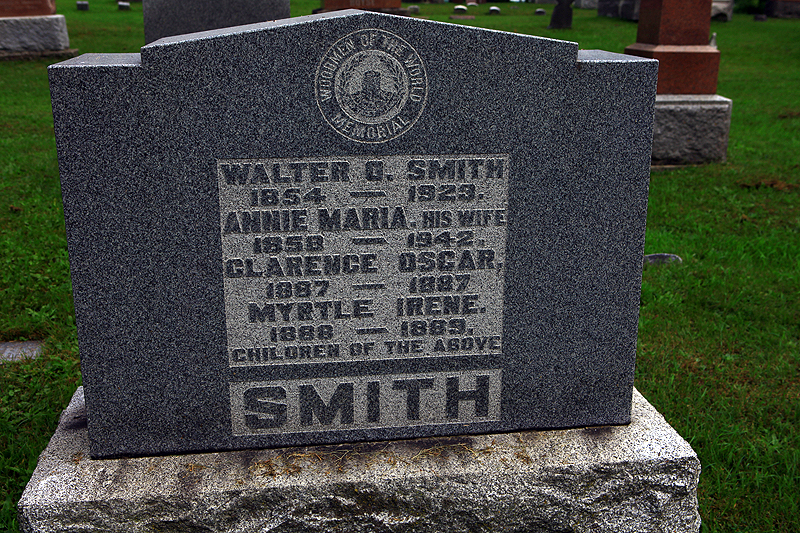 WOODMEN OF THE WORLD
MEMORIAL
WALTER G. SMITH
1854 — 1923.
ANNIE MARIA, HIS WIFE
1858 — 1942.
CLARENCE OSCAR,
1887 — 1887
MYRTLE IRENE.
1888 — 1889.
CHILDREN OF THE ABOVE
SMITH